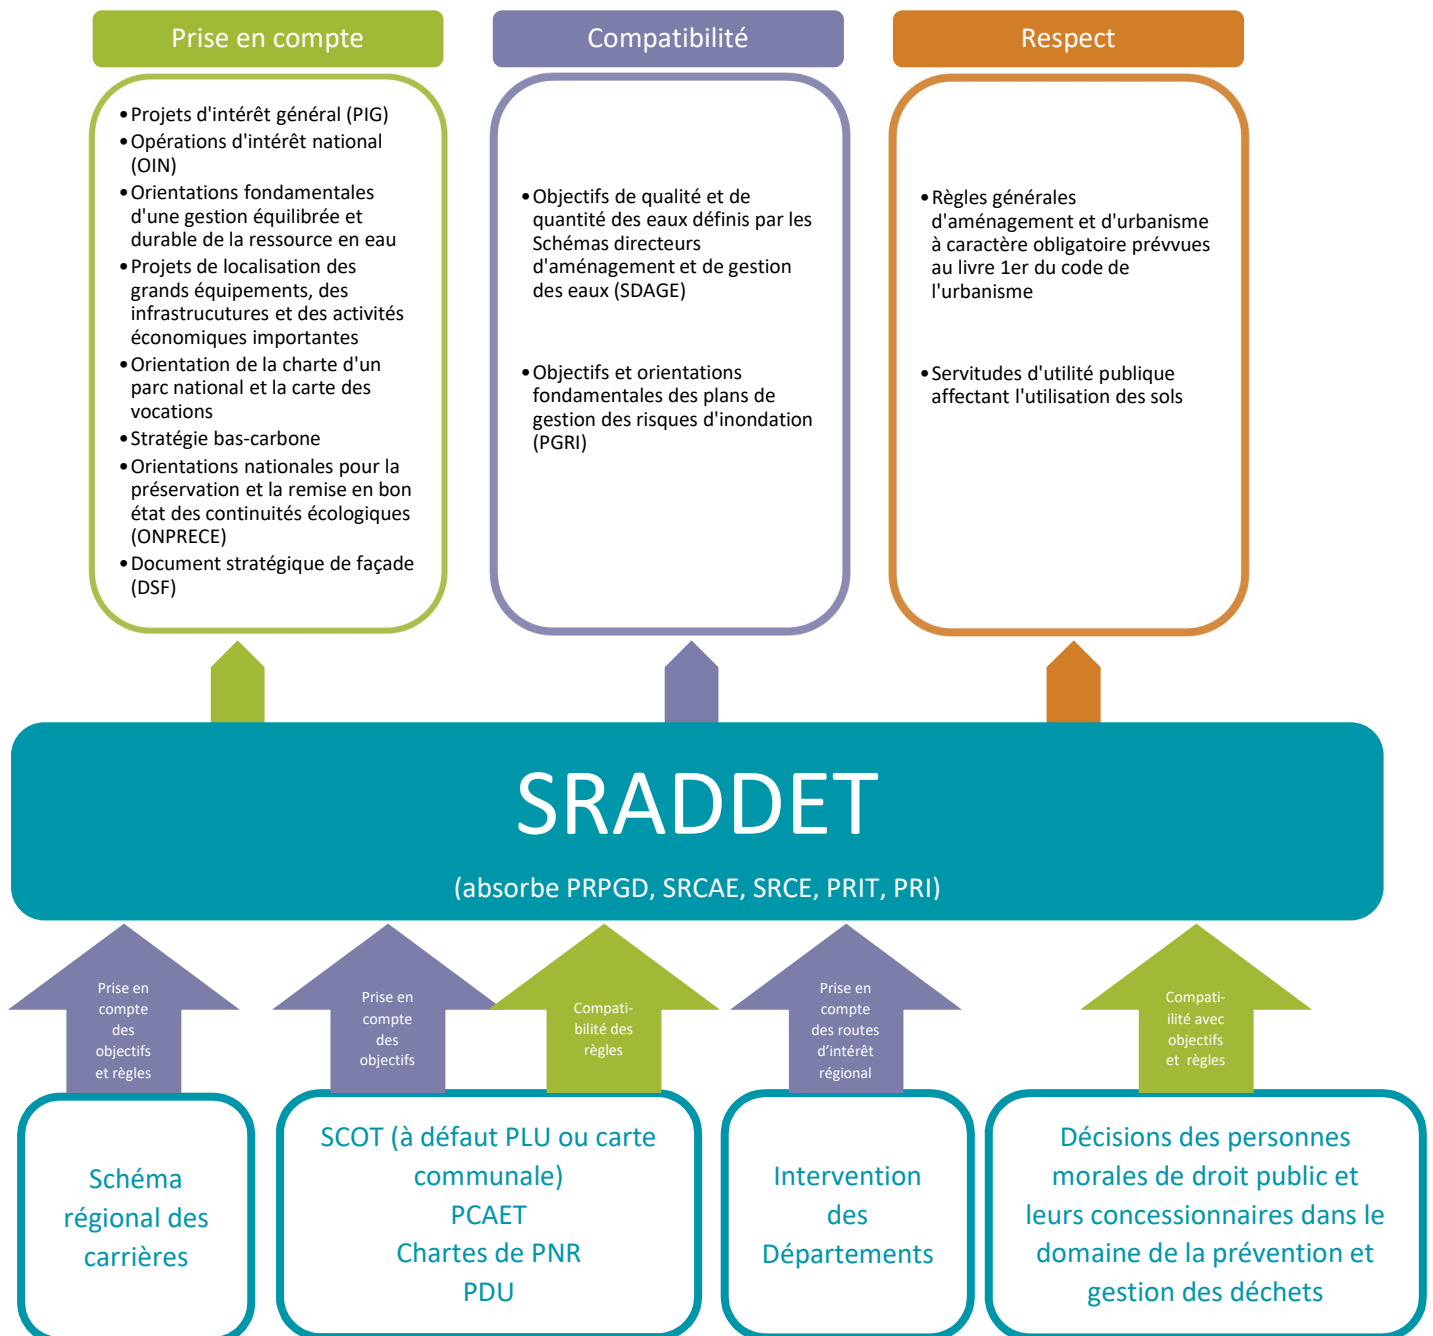 Prise en compte
•Projets d'intérêt général (PIG)
•Opérations d'intérêt national
(OIN)
•Orientations fondamentales
d'une gestion équilibrée et
durable de la ressource en eau
•Projets de localisation des
grands équipements, des
infrastrucutures et des activités
économiques importantes
•Orientation de la charte d'un
parc national et la carte des
vocations
•Stratégie bas-carbone
•Orientations nationales pour la
préservation et la remise en bon
état des continuités écologiques
(ONPRECE)
•Document stratégique de façade
(DSF)
Compatibilité
•Objectifs de qualité et de
quantité des eaux définis par les
Schémas directeurs
d'aménagement et de gestion
des eaux (SDAGE)
•Objectifs et orientations
fondamentales des plans de
gestion des risques d'inondation
(PGRI)
Respect
•Règles générales
d'aménagement et d'urbanisme
à caractère obligatoire prévvues
au livre 1er du code de
l'urbanisme
•Servitudes d'utilité publique
affectant l'utilisation des sols
SRADDET
(absorbe PRPGD, SRCAE, SRCE, PRIT, PRI)
Prise en
compte
des
objectifs
et règles
Prise en
compte
des
objectifs
Compati-
bilité des
règles
Prise en
compte
des routes
d’intérêt
régional
Compati-
ilité avec
objectifs
et règles
Schéma
régional des
carrières
SCOT (à défaut PLU ou carte
communale)
PCAET
Chartes de PNR
PDU
Intervention
des
Départements
Décisions des personnes
morales de droit public et
leurs concessionnaires dans le
domaine de la prévention et
gestion des déchets